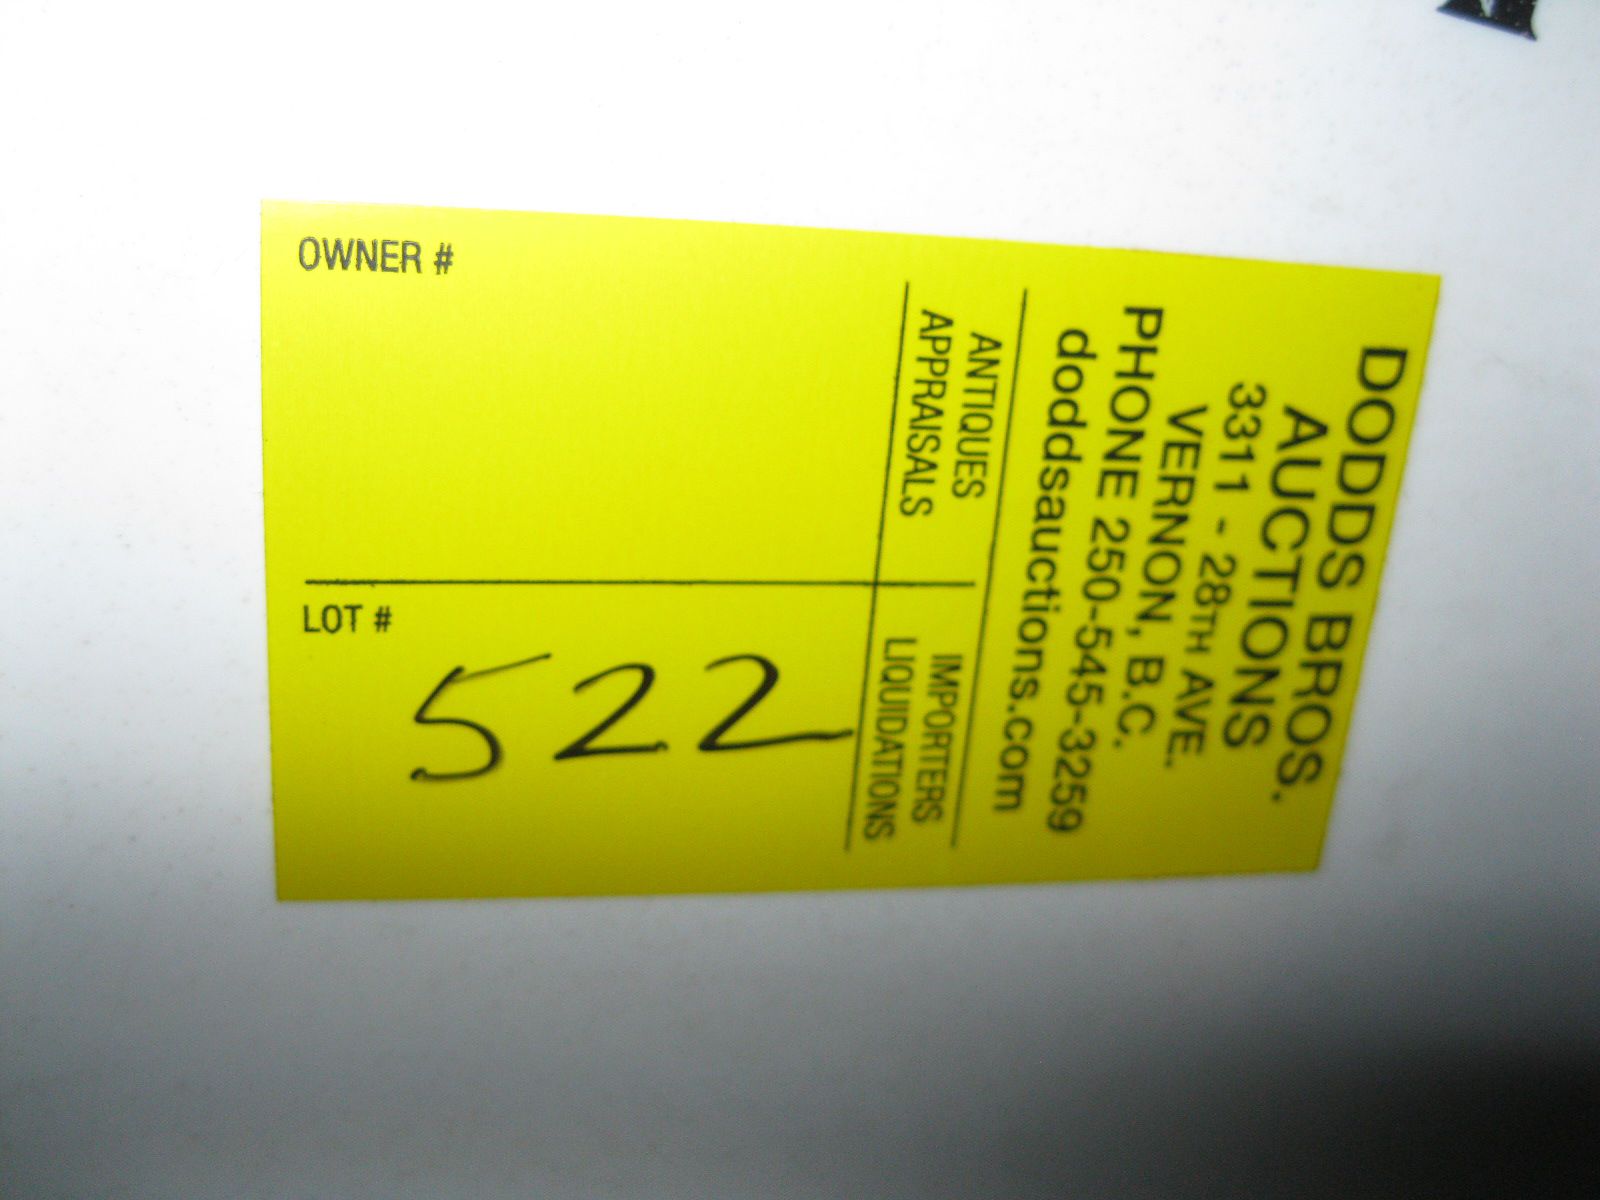 DODDS BROS.
AUCTIONS
3311 - 28TH AVE.
VERNON, B.C.
PHONE 250-545-3259
doddsauctions.com
ANTIQUES
APPRAISALS
IMPORTERS
LIQUIDATIONS
OWNER #
LOT #
522